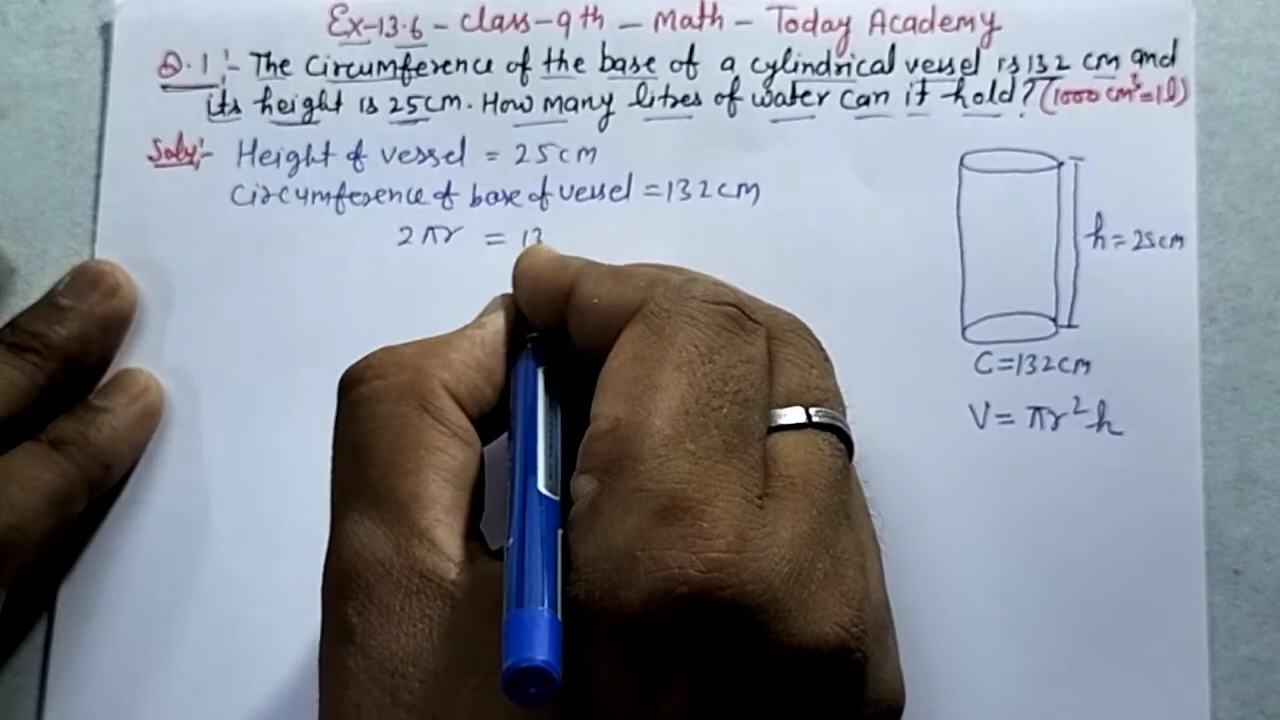 Ex-13.6 - Class-9th - Math - Today Academy
Q.1:- The circumference of the base of a cylindrical vessel is 132 cm and
its height is 25cm. How many litres of water can it hold? (1000 cm³=1l)
Soln:- Height of vessel = 25cm
Circumference of base of vessel = 132cm
2πr = 13
h = 25cm
C=132cm
V= πr²h